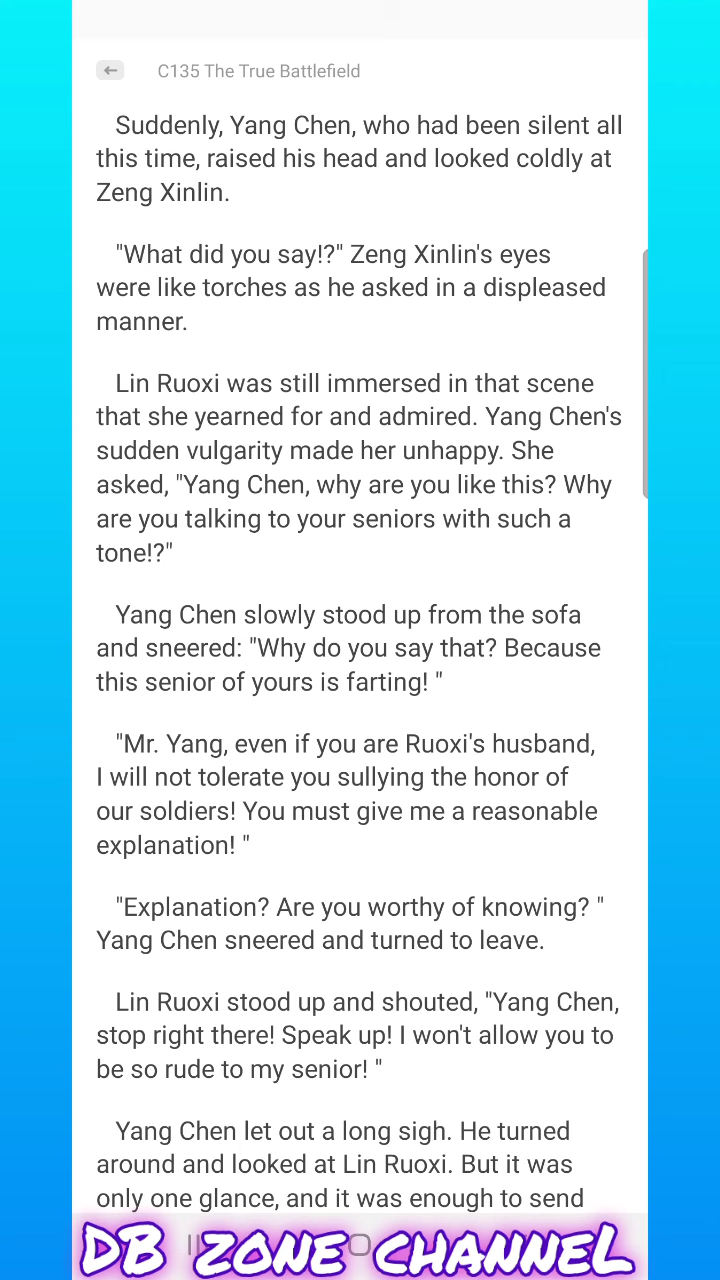 C135 The True Battlefield
Suddenly, Yang Chen, who had been silent all
this time, raised his head and looked coldly at
Zeng Xinlin.
"What did you say!?" Zeng Xinlin's eyes
were like torches as he asked in a displeased
manner.
Lin Ruoxi was still immersed in that scene
that she yearned for and admired. Yang Chen's
sudden vulgarity made her unhappy. She
asked, "Yang Chen, why are you like this? Why
are you talking to your seniors with such a
tone!?"
Yang Chen slowly stood up from the sofa
and sneered: "Why do you say that? Because
this senior of yours is farting! "
"Mr. Yang, even if you are Ruoxi's husband,
I will not tolerate you sullying the honor of
our soldiers! You must give me a reasonable
explanation! "
"Explanation? Are you worthy of knowing? "
Yang Chen sneered and turned to leave.
Lin Ruoxi stood up and shouted, "Yang Chen,
stop right there! Speak up! I won't allow you to
be so rude to my senior! "
Yang Chen let out a long sigh. He turned
around and looked at Lin Ruoxi. But it was
only one glance, and it was enough to send
DB ZONE CHANNEL